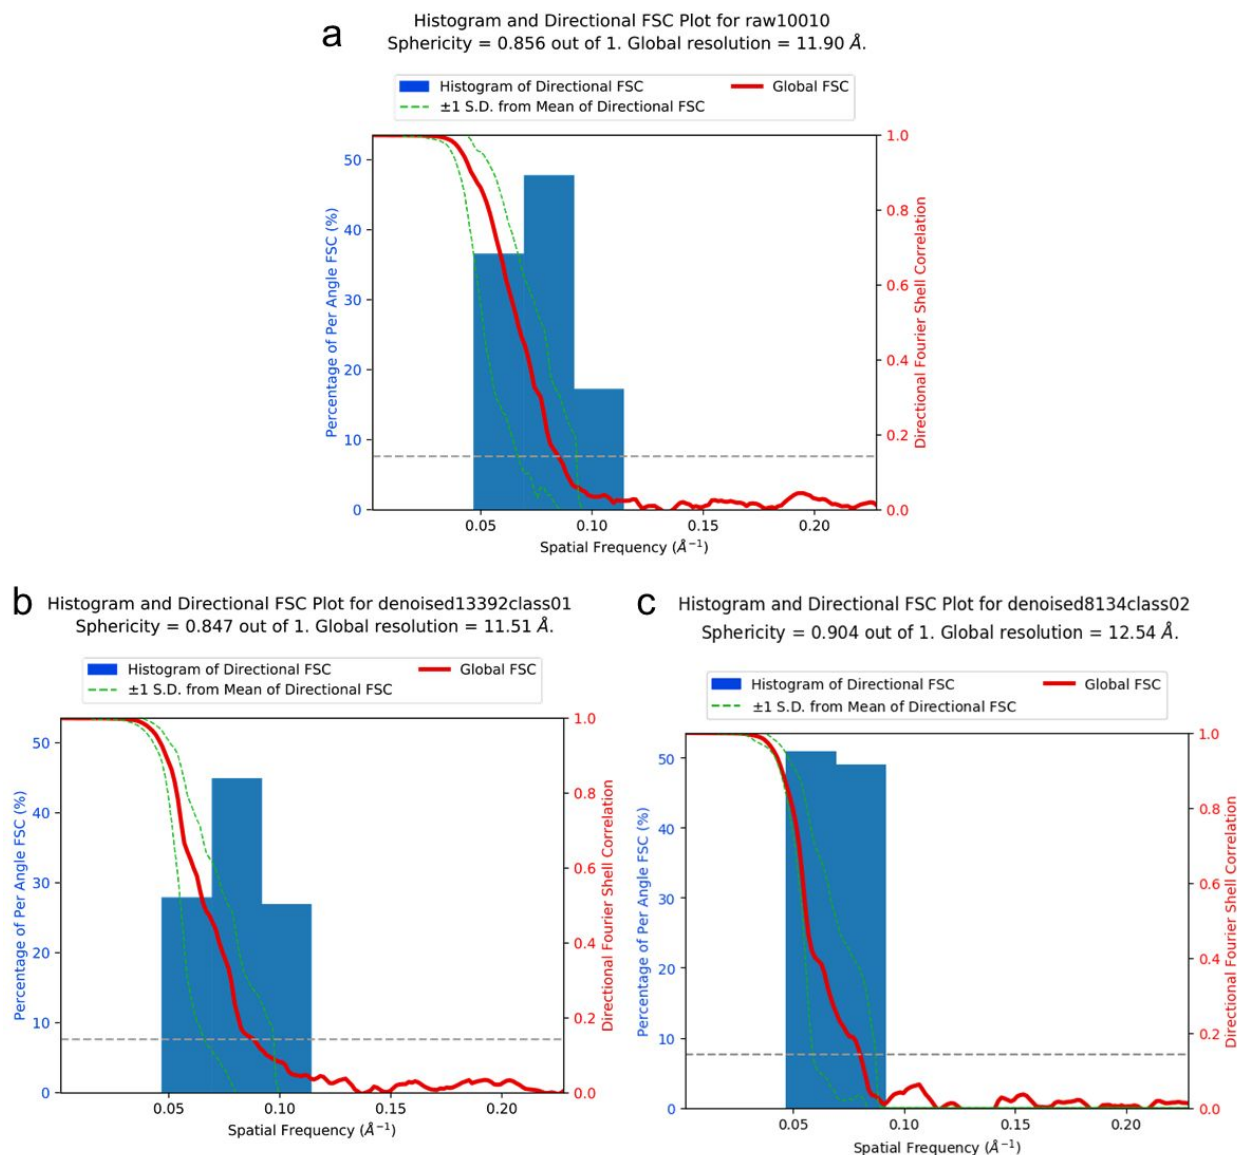 a
Histogram and Directional FSC Plot for raw10010
Sphericity = 0.856 out of 1. Global resolution = 11.90 Å.
Histogram of Directional FSC
Global FSC
±1 S.D. from Mean of Directional FSC
Percentage of Per Angle FSC (%)
50
40
30
20
10
0
1.0
0.8
0.6
0.4
0.2
0.0
Directional Fourier Shell Correlation
0.05 0.10 0.15 0.20
Spatial Frequency (Å⁻¹)
b
Histogram and Directional FSC Plot for denoised13392class01
Sphericity = 0.847 out of 1. Global resolution = 11.51 Å.
Histogram of Directional FSC
Global FSC
±1 S.D. from Mean of Directional FSC
Percentage of Per Angle FSC (%)
50
40
30
20
10
0
1.0
0.8
0.6
0.4
0.2
0.0
Directional Fourier Shell Correlation
0.05 0.10 0.15 0.20
Spatial Frequency (Å⁻¹)
c
Histogram and Directional FSC Plot for denoised8134class02
Sphericity = 0.904 out of 1. Global resolution = 12.54 Å.
Histogram of Directional FSC
Global FSC
±1 S.D. from Mean of Directional FSC
Percentage of Per Angle FSC (%)
50
40
30
20
10
0
1.0
0.8
0.6
0.4
0.2
0.0
Directional Fourier Shell Correlation
0.05 0.10 0.15 0.20
Spatial Frequency (Å⁻¹)